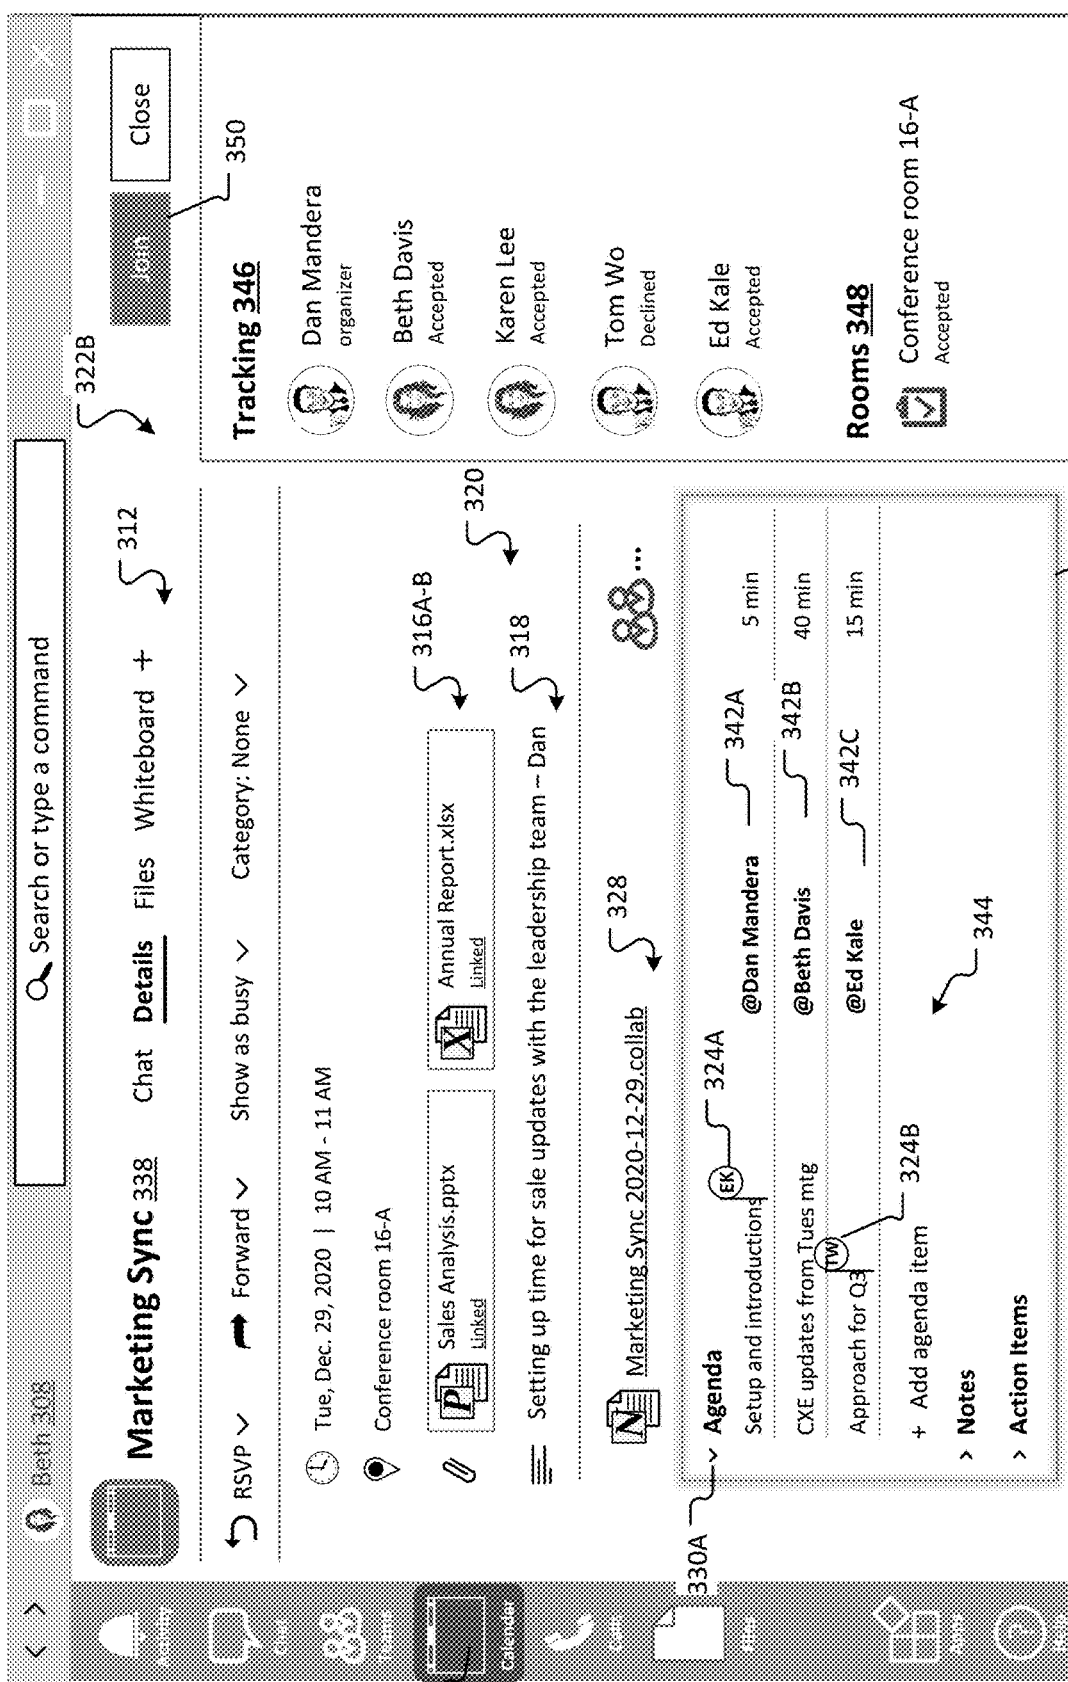 Search or type a command
Beth 308
Marketing Sync 338
Chat Details Files Whiteboard +
312
322B
Join
Close
350
RSVP
Forward
Show as busy
Category: None
Tue, Dec. 29, 2020 | 10 AM - 11 AM
Conference room 16-A
P Sales Analysis.pptx
Linked
X Annual Report.xlsx
Linked
316A-B
320
318
Setting up time for sale updates with the leadership team – Dan
N Marketing Sync 2020-12-29.collab
328
...
330A
Agenda
Setup and introductions EK @Dan Mandera 5 min
324A
342A
CXE updates from Tues mtg @Beth Davis 40 min
342B
Approach for Q3 TW @Ed Kale 15 min
324B
342C
+ Add agenda item
344
> Notes
> Action Items
Tracking 346
Dan Mandera
organizer
Beth Davis
Accepted
Karen Lee
Accepted
Tom Wo
Declined
Ed Kale
Accepted
Rooms 348
Conference room 16-A
Accepted
Calendar